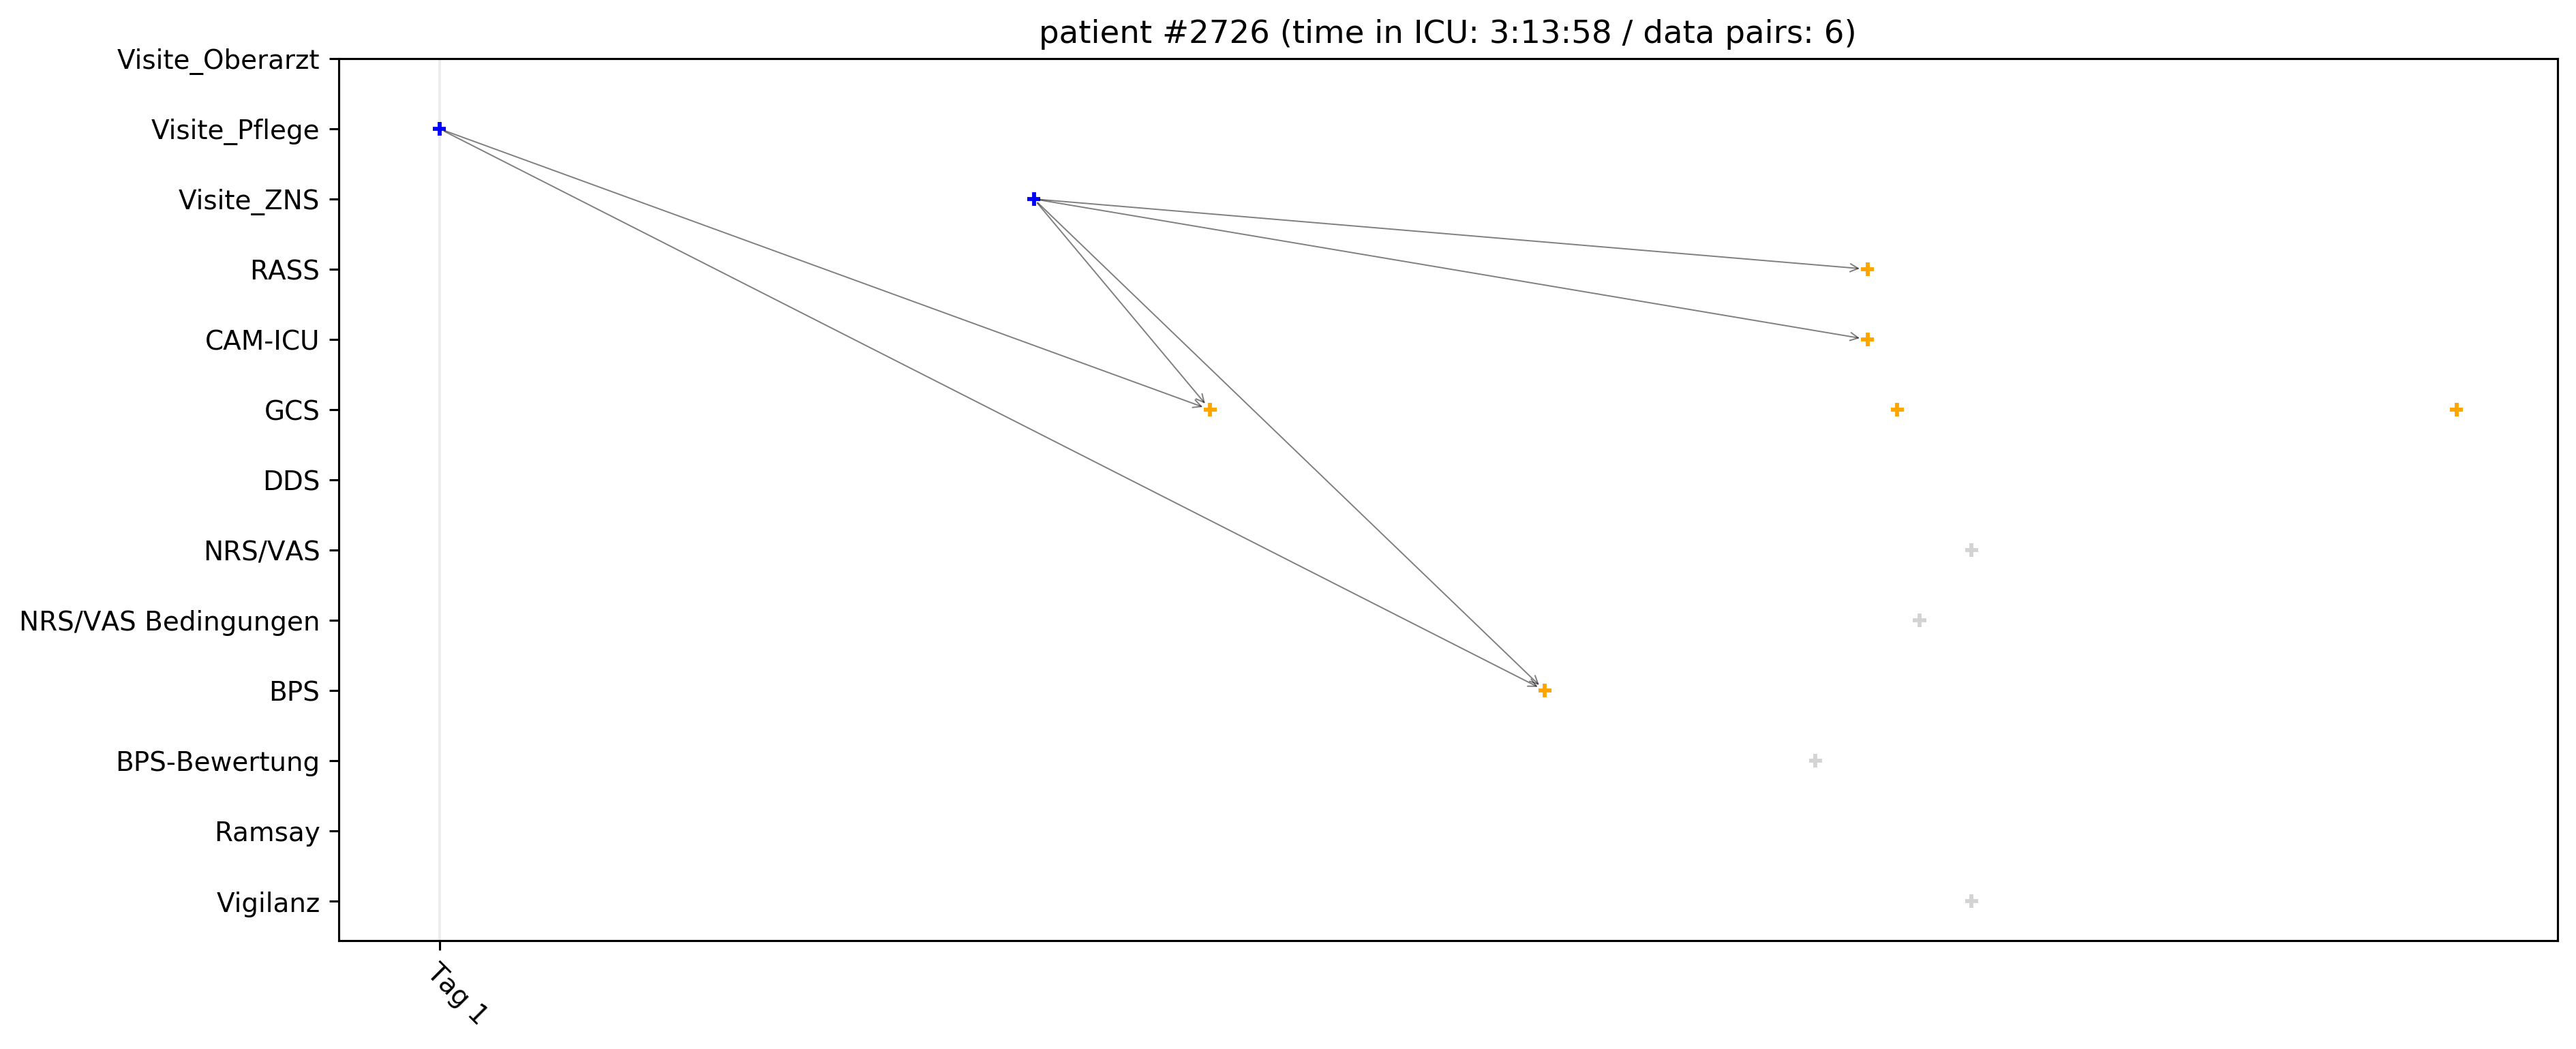 patient #2726 (time in ICU: 3:13:58 / data pairs: 6)
Visite_Oberarzt
Visite_Pflege
Visite_ZNS
RASS
CAM-ICU
GCS
DDS
NRS/VAS
NRS/VAS Bedingungen
BPS
BPS-Bewertung
Ramsay
Vigilanz
Tag 1